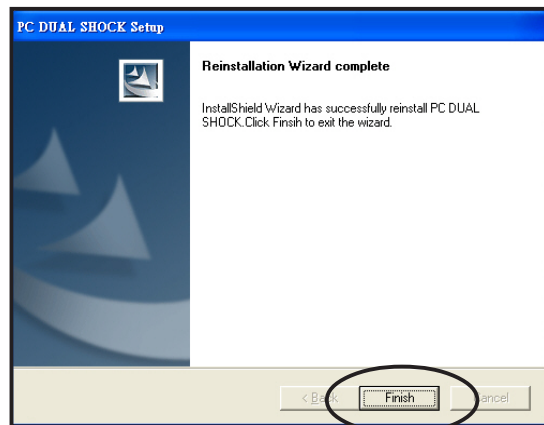 PC DUAL SHOCK Setup
Reinstallation Wizard complete
InstallShield Wizard has successfully reinstall PC DUAL
SHOCK.Click Finsih to exit the wizard.
< Back Finish Cancel